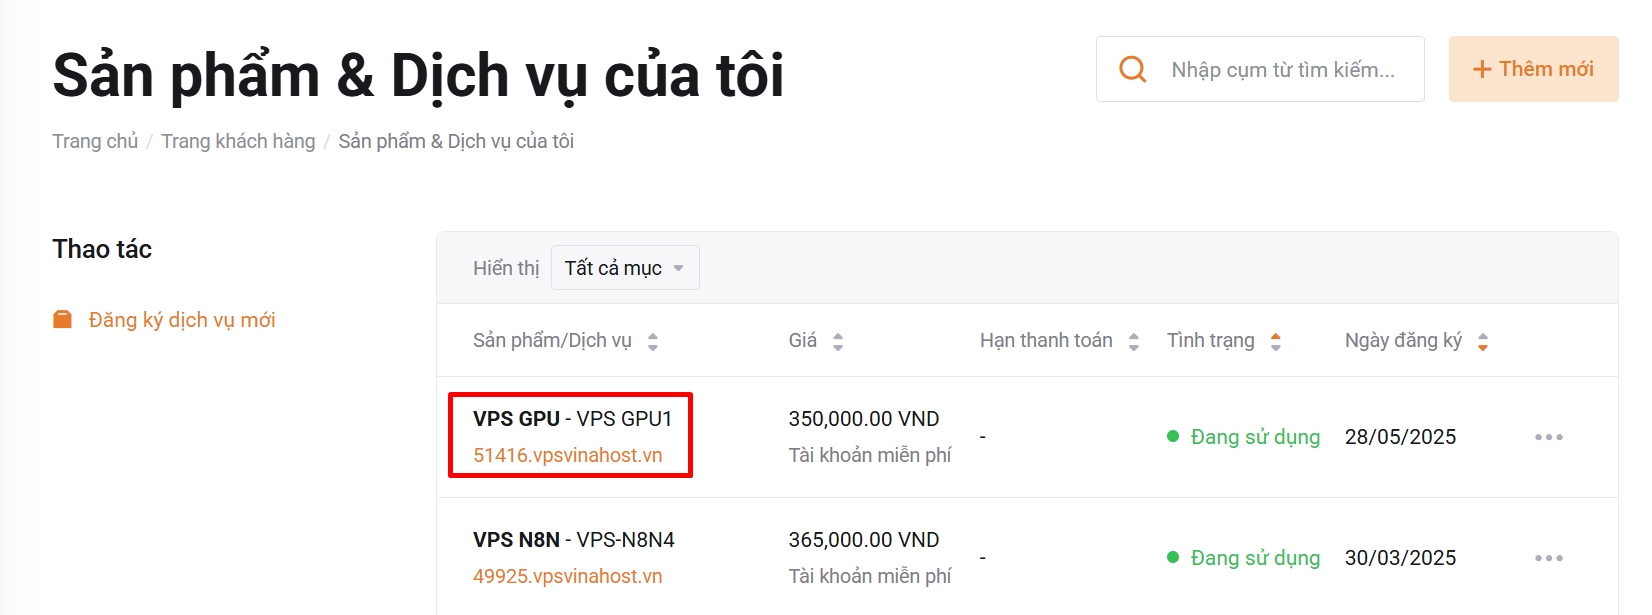 Sản phẩm & Dịch vụ của tôi
Nhập cụm từ tìm kiếm...
+ Thêm mới
Trang chủ / Trang khách hàng / Sản phẩm & Dịch vụ của tôi
Thao tác
Đăng ký dịch vụ mới
Hiển thị Tất cả mục
Sản phẩm/Dịch vụ Giá Hạn thanh toán Tình trạng Ngày đăng ký
VPS GPU - VPS GPU1 350,000.00 VND - Đang sử dụng 28/05/2025
51416.vpsvinahost.vn Tài khoản miễn phí
VPS N8N - VPS-N8N4 365,000.00 VND - Đang sử dụng 30/03/2025
49925.vpsvinahost.vn Tài khoản miễn phí